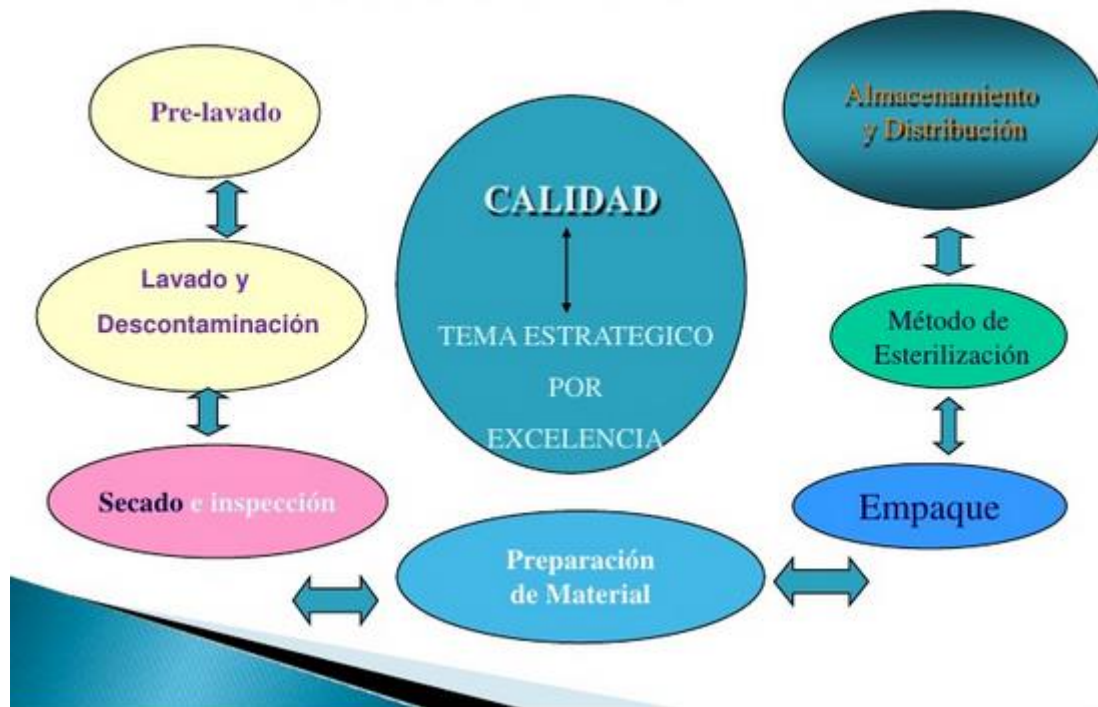 Pre-lavado
Lavado y
Descontaminación
Secado e inspección
CALIDAD
TEMA ESTRATEGICO
POR
EXCELENCIA
Preparación
de Material
Almacenamiento
y Distribución
Método de
Esterilización
Empaque